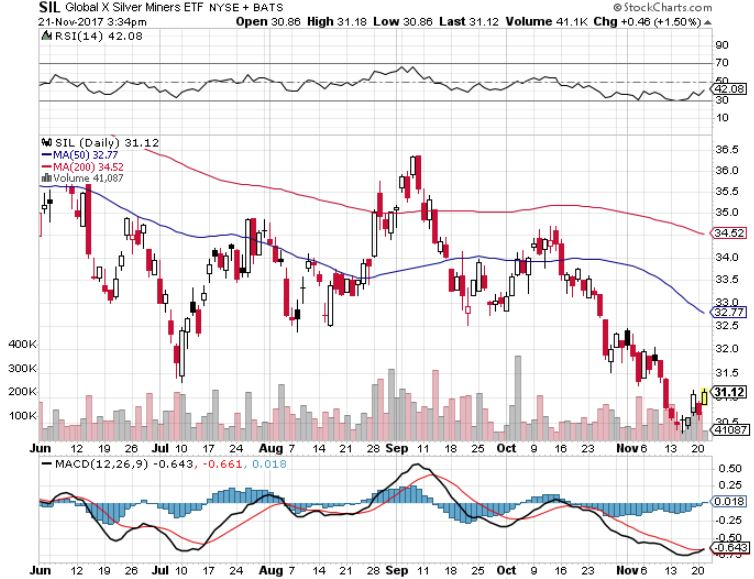 SIL Global X Silver Miners ETF NYSE + BATS © StockCharts.com
21-Nov-2017 3:34pm Open 30.86 High 31.18 Low 30.86 Last 31.12 Volume 41.1K Chg +0.46 (+1.50%)
RSI(14) 42.08
90
70
50
42.08
30
10
SIL (Daily) 31.12
MA(50) 32.77
MA(200) 34.52
Volume 41,087
36.5
36.0
35.5
35.0
34.52
34.0
33.5
33.0
32.77
32.5
32.0
31.5
31.12
41087
400K
300K
200K
100K
Jun 12 19 26 Jul 10 17 24 Aug 7 14 21 28 Sep 11 18 25 Oct 9 16 23 Nov 6 13 20
MACD(12,26,9) -0.643, -0.661, 0.018
0.50
0.25
0.018
-0.25
-0.50
-0.643
-0.75
Jun 12 19 26 Jul 10 17 24 Aug 7 14 21 28 Sep 11 18 25 Oct 9 16 23 Nov 6 13 20